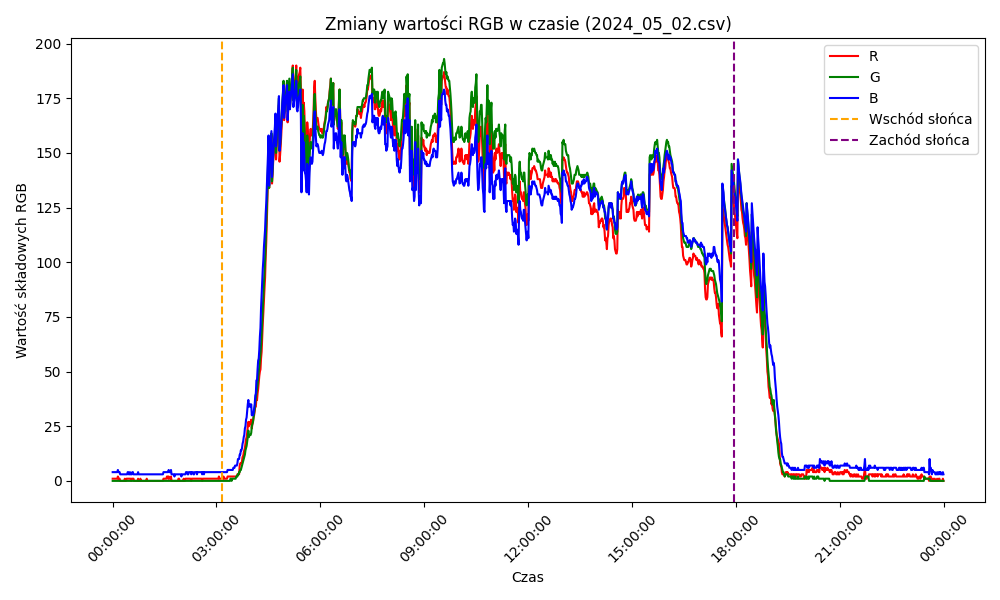 Zmiany wartości RGB w czasie (2024_05_02.csv)
Wartość składowych RGB
200
175
150
125
100
75
50
25
0
R
G
B
Wschód słońca
Zachód słońca
00:00:00
03:00:00
06:00:00
09:00:00
12:00:00
15:00:00
18:00:00
21:00:00
00:00:00
Czas